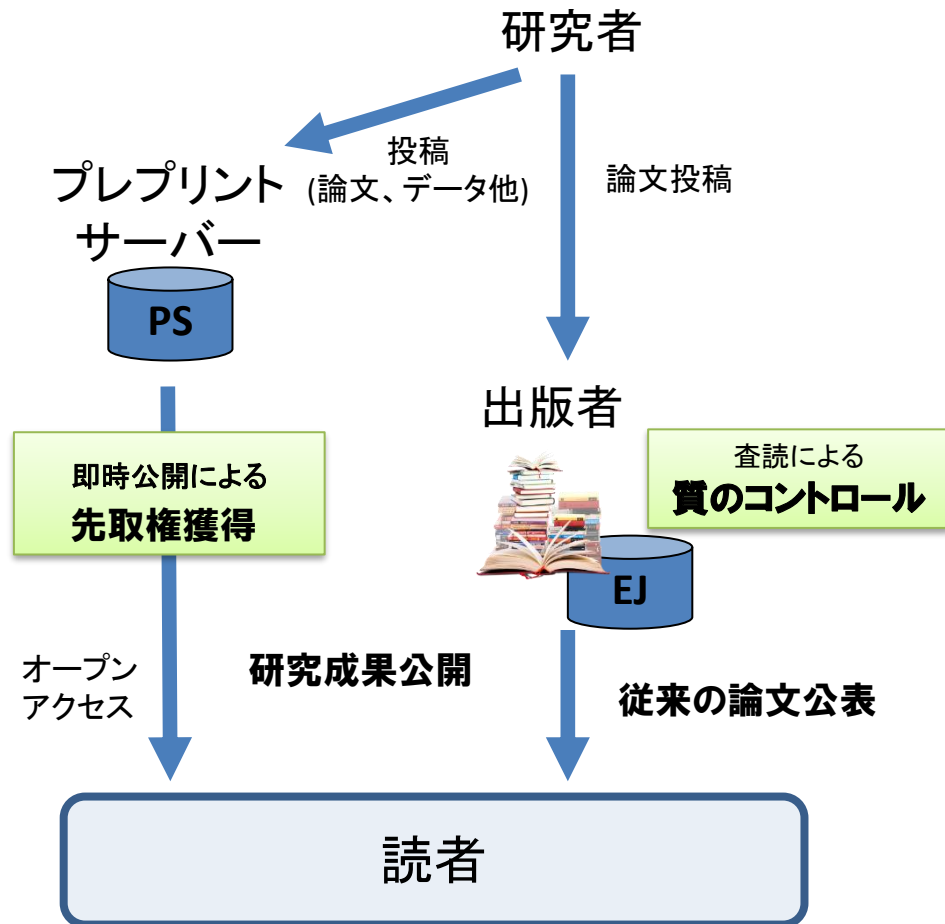 研究者
投稿
(論文、データ他)
論文投稿
プレプリント
サーバー
PS
出版者
即時公開による
先取権獲得
査読による
質のコントロール
EJ
オープン
アクセス
研究成果公開
従来の論文公表
読者